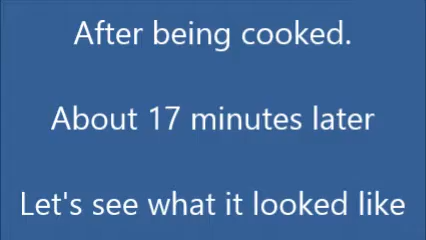 After being cooked.
About 17 minutes later
Let's see what it looked like